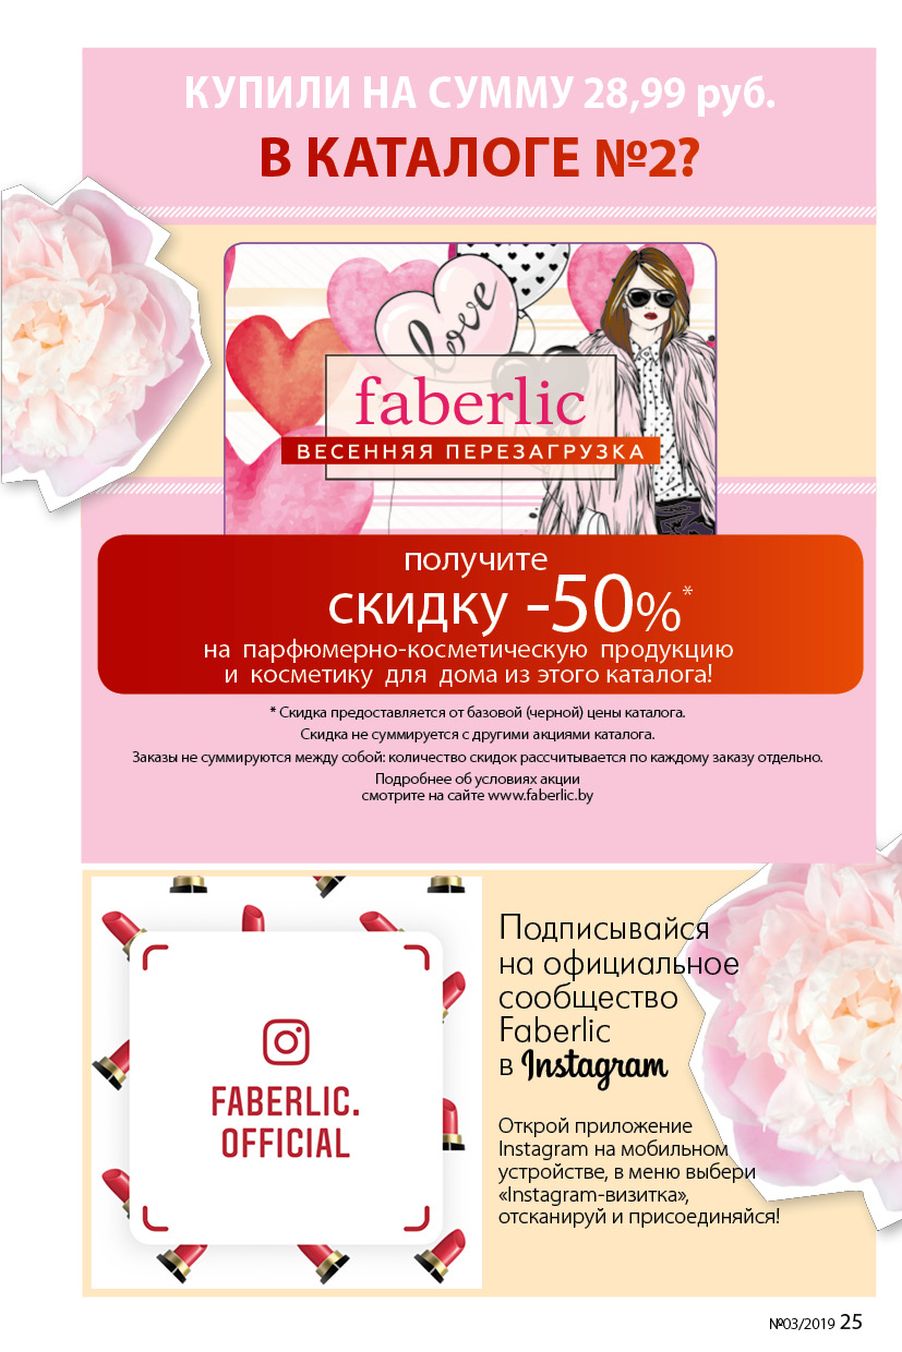 КУПИЛИ НА СУММУ 28,99 руб.
В КАТАЛОГЕ №2?
love
faberlic
ВЕСЕННЯЯ ПЕРЕЗАГРУЗКА
получите
скидку -50%*
на парфюмерно-косметическую продукцию
и косметику для дома из этого каталога!
* Скидка предоставляется от базовой (черной) цены каталога.
Скидка не суммируется с другими акциями каталога.
Заказы не суммируются между собой: количество скидок рассчитывается по каждому заказу отдельно.
Подробнее об условиях акции
смотрите на сайте www.faberlic.by
FABERLIC.
OFFICIAL
Подписывайся
на официальное
сообщество
Faberlic
в Instagram
Открой приложение
Instagram на мобильном
устройстве, в меню выбери
«Instagram-визитка»,
отсканируй и присоединяйся!
№03/2019 25